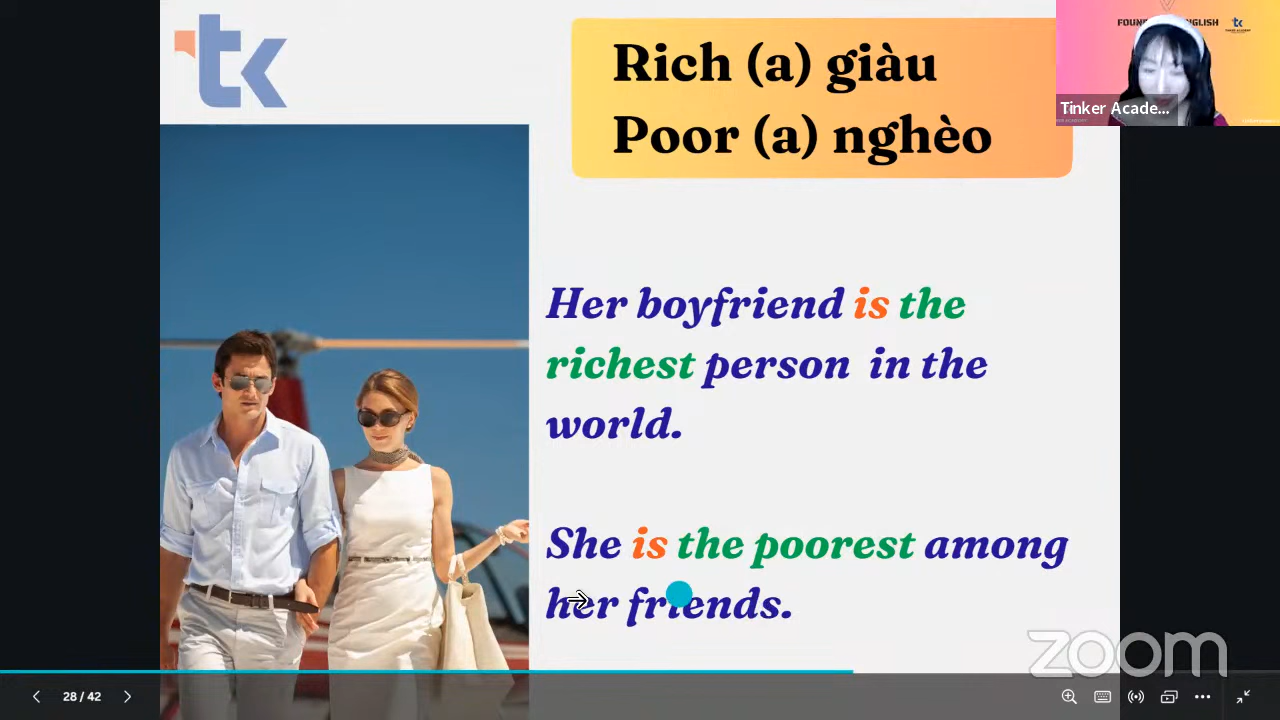 tk
Rich (a) giàu
Poor (a) nghèo
Tinker Acade...
Her boyfriend is the
richest person in the
world.
She is the poorest among
her friends.
zoom
28 / 42